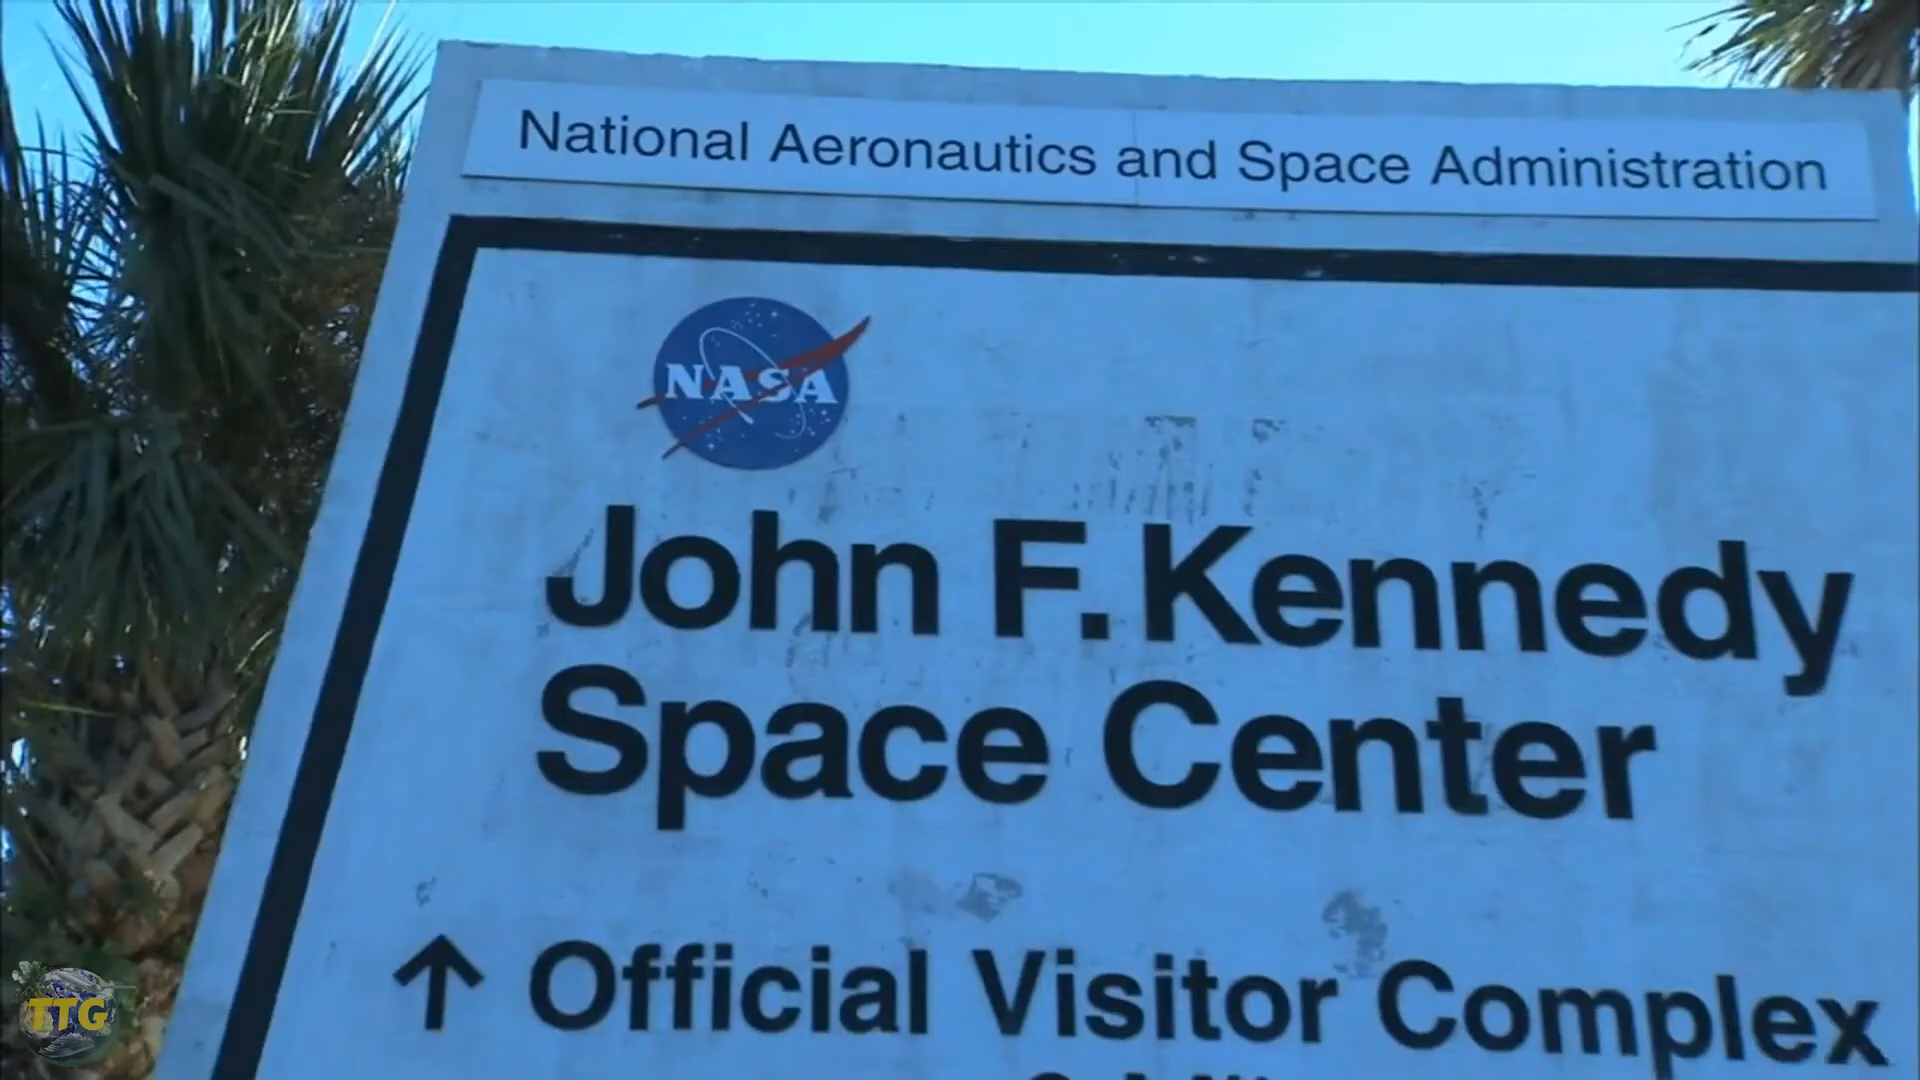 National Aeronautics and Space Administration
NASA
John F. Kennedy
Space Center
↑ Official Visitor Complex
TTG